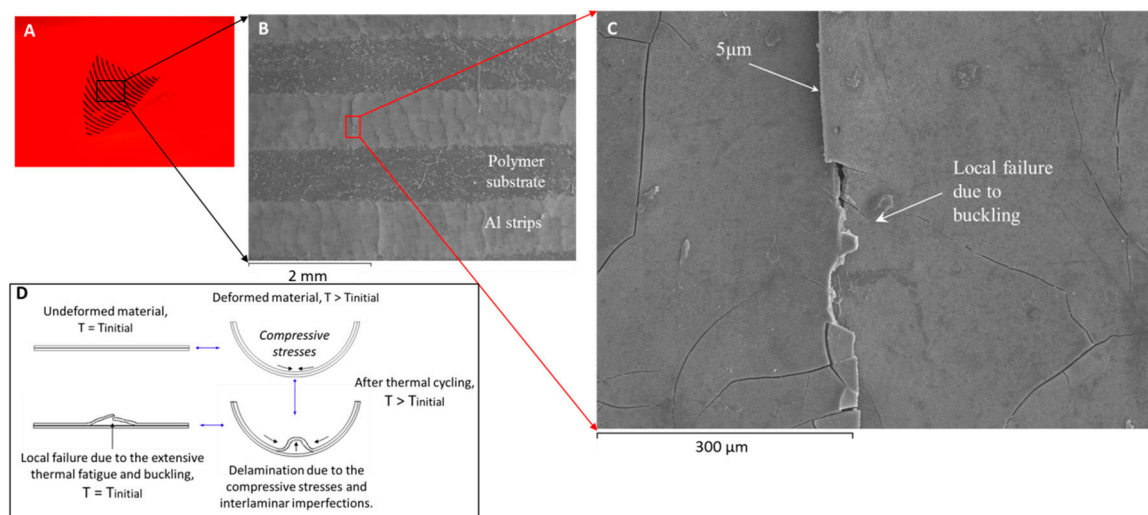 A
B
Polymer
substrate
Al strips
2 mm
C
5µm
Local failure
due to
buckling
300 µm
D
Undeformed material,
T = Tinitial
Deformed material, T > Tinitial
Compressive
stresses
After thermal cycling,
T > Tinitial
Local failure due to the extensive
thermal fatigue and buckling,
T = Tinitial
Delamination due to the
compressive stresses and
interlaminar imperfections.